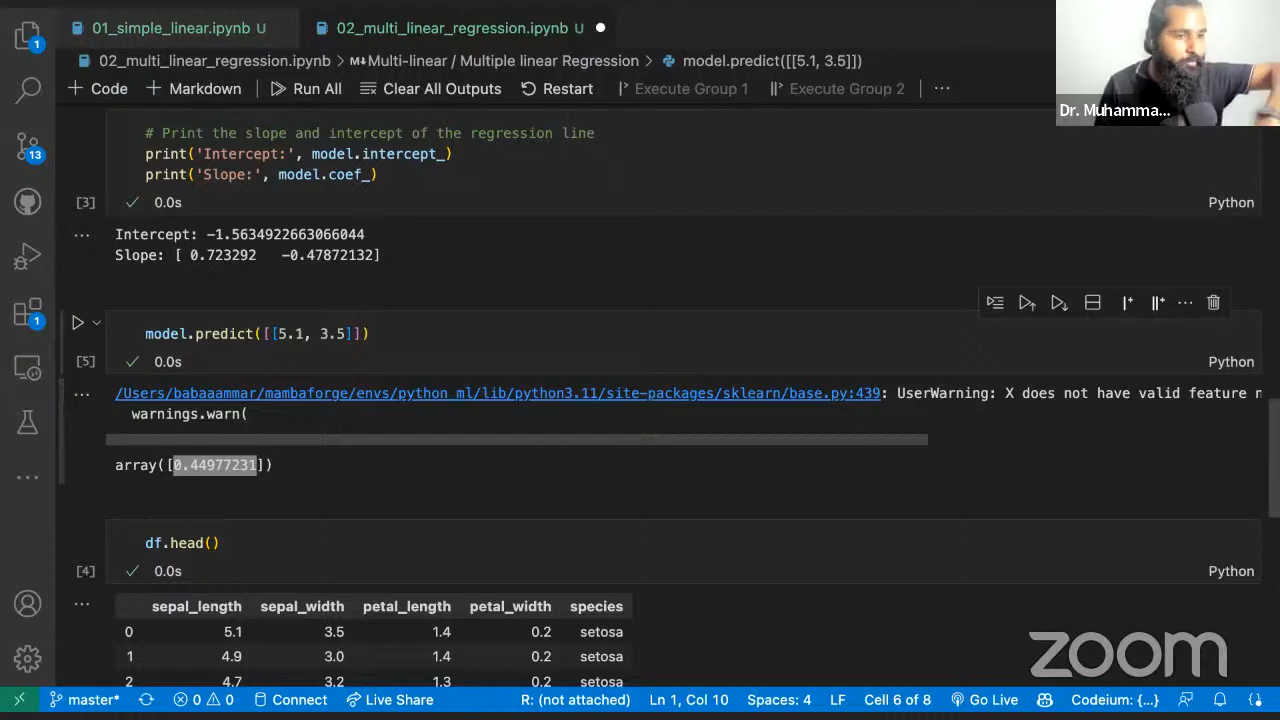 01_simple_linear.ipynb U
02_multi_linear_regression.ipynb U
02_multi_linear_regression.ipynb > M↓Multi-linear / Multiple linear Regression > model.predict([[5.1, 3.5]])
+ Code + Markdown Run All Clear All Outputs Restart Execute Group 1 Execute Group 2 ...
Dr. Muhamma...
1
13
1
# Print the slope and intercept of the regression line
print('Intercept:', model.intercept_)
print('Slope:', model.coef_)
[3] 0.0s Python
Intercept: -1.5634922663066044
Slope: [ 0.723292 -0.47872132]
model.predict([[5.1, 3.5]])
[5] 0.0s Python
/Users/babaaammar/mambaforge/envs/python_ml/lib/python3.11/site-packages/sklearn/base.py:439: UserWarning: X does not have valid feature n
warnings.warn(
array([0.44977231])
df.head()
[4] 0.0s Python
sepal_length sepal_width petal_length petal_width species
0 5.1 3.5 1.4 0.2 setosa
1 4.9 3.0 1.4 0.2 setosa
2 4.7 3.2 1.3 0.2 setosa
zoom
master* 0 0 Connect Live Share R: (not attached) Ln 1, Col 10 Spaces: 4 LF Cell 6 of 8 Go Live Codeium: {...}